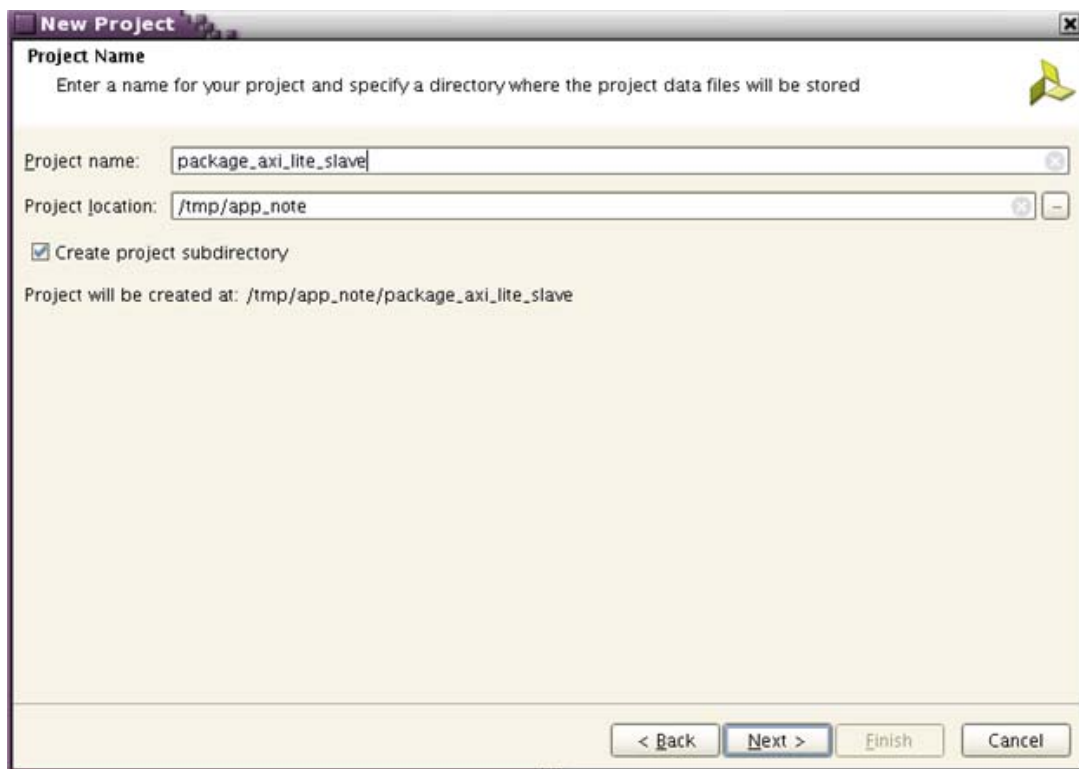 New Project
Project Name
Enter a name for your project and specify a directory where the project data files will be stored
Project name: package_axi_lite_slave
Project location: /tmp/app_note
Create project subdirectory
Project will be created at: /tmp/app_note/package_axi_lite_slave
< Back Next > Finish Cancel